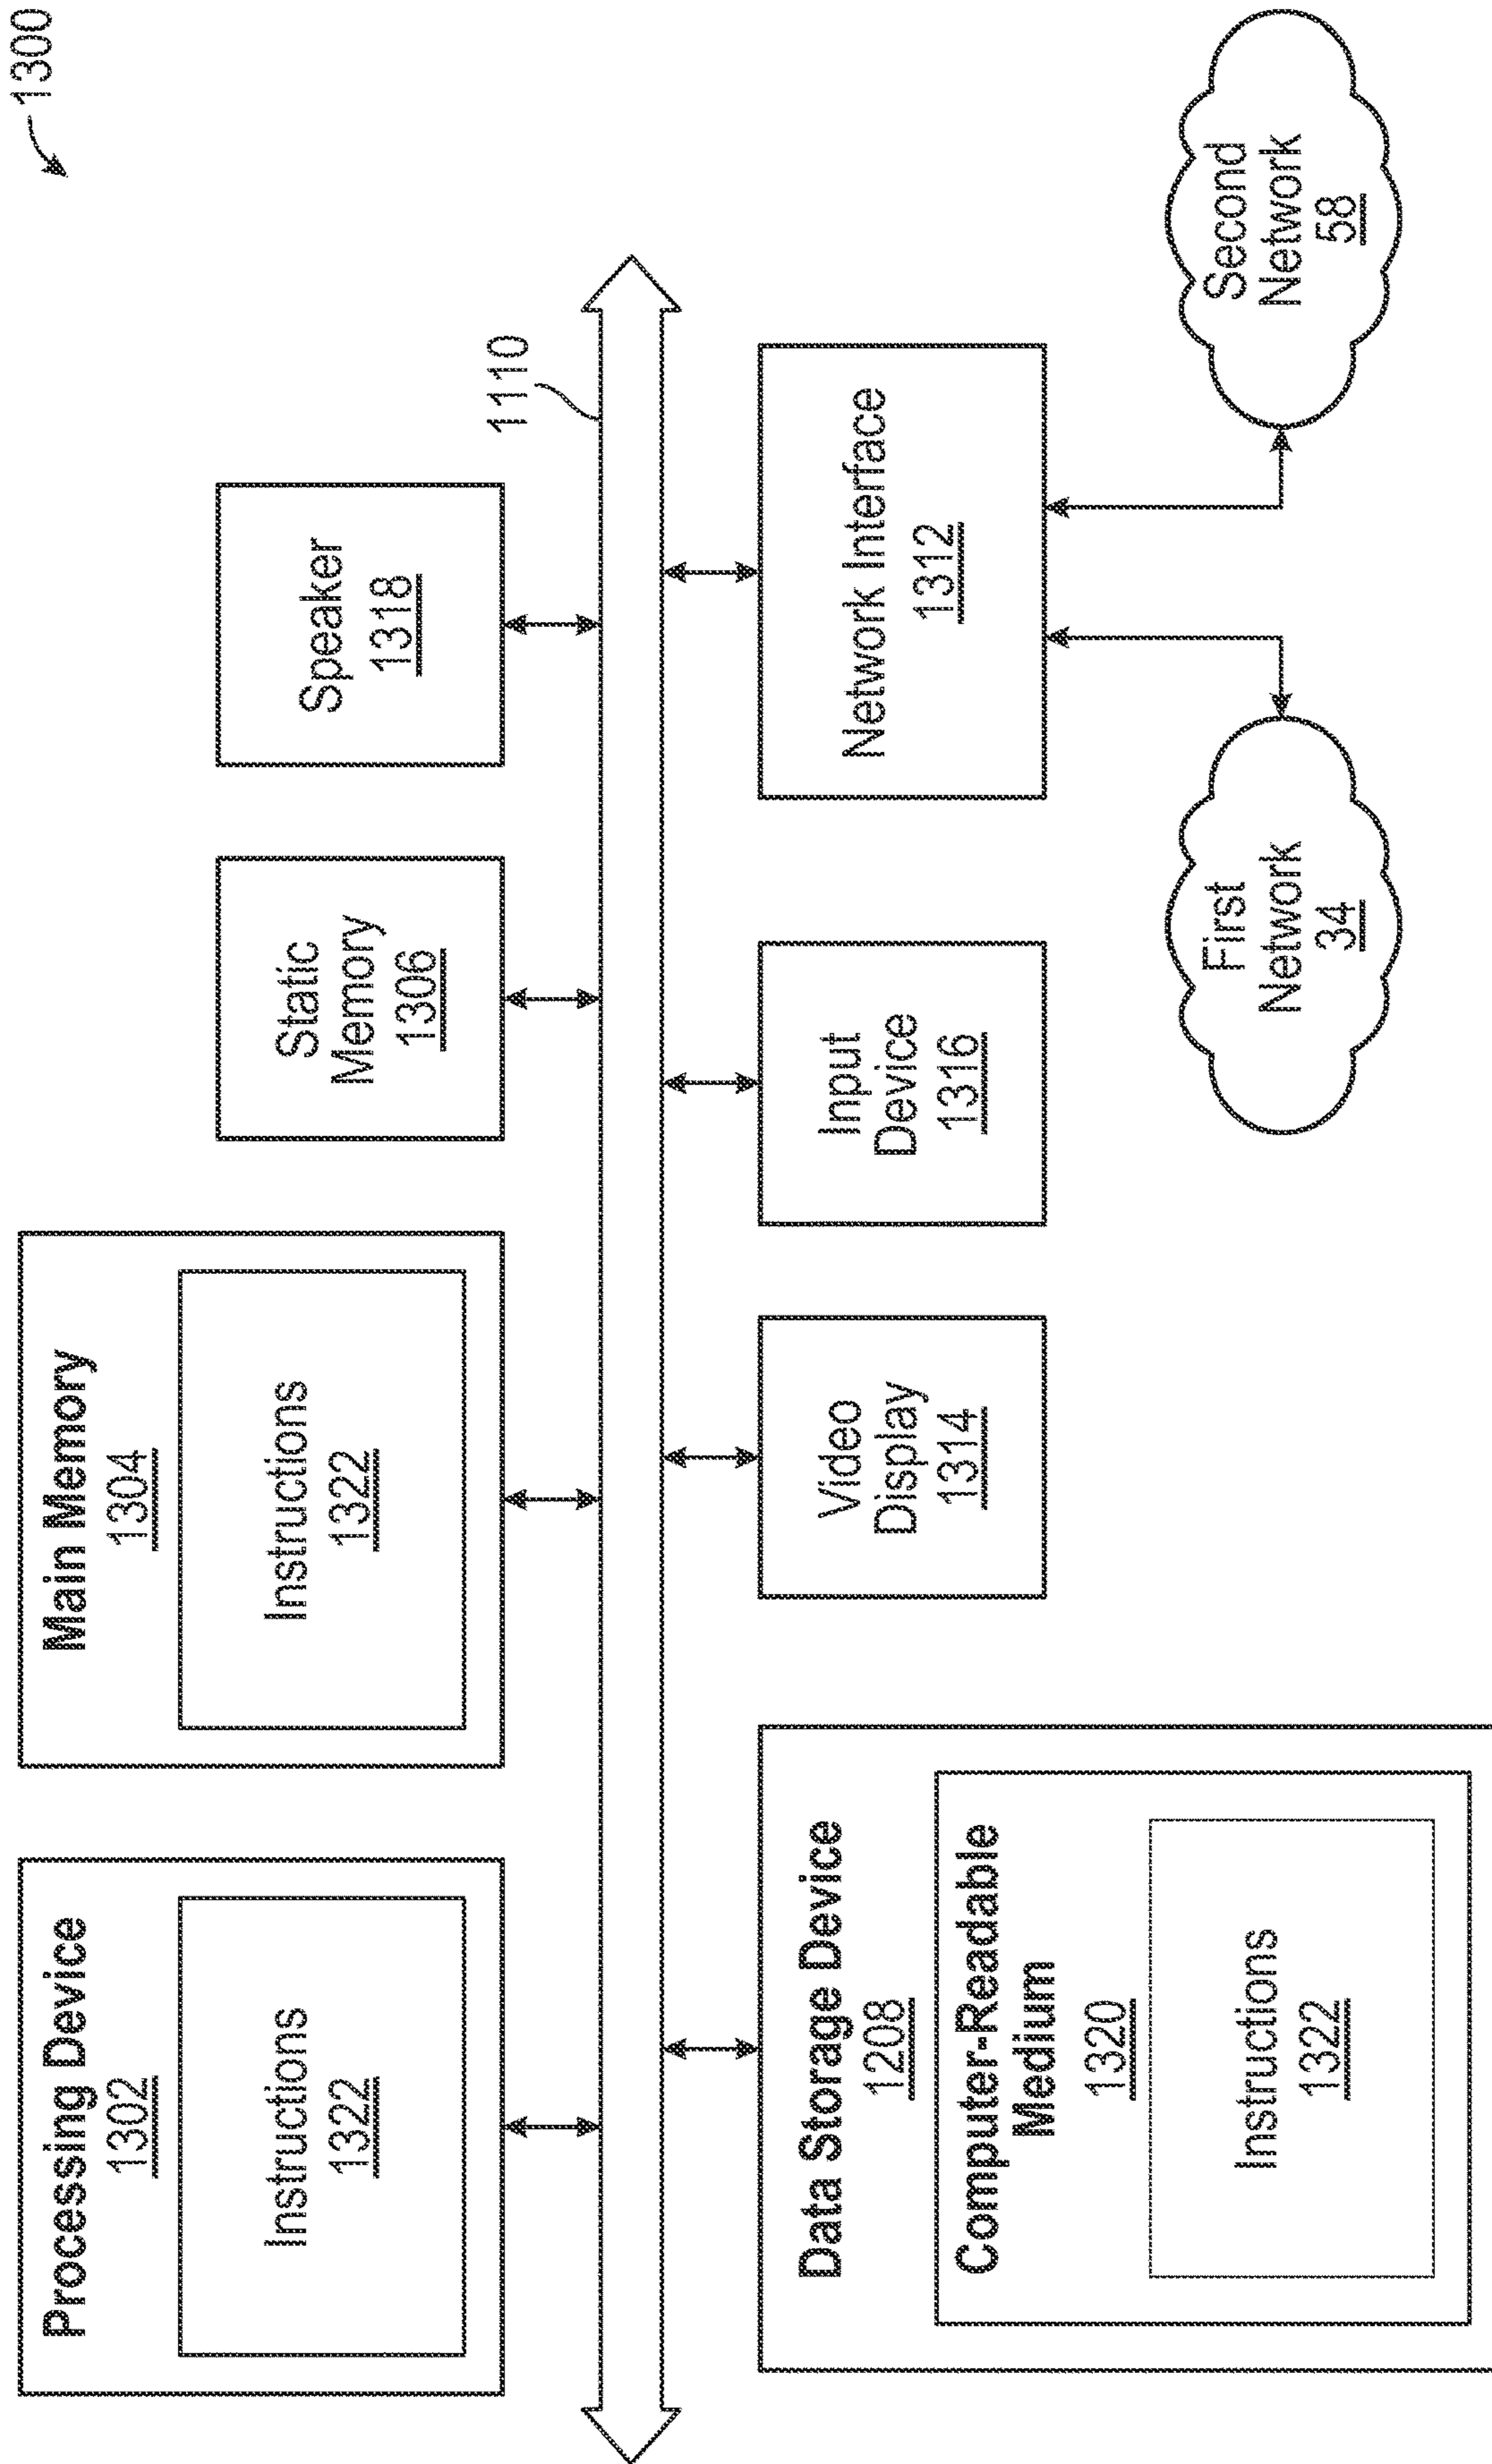 1300
Processing Device
1302
Instructions
1322
Main Memory
1304
Instructions
1322
Static
Memory
1306
Speaker
1318
1110
Data Storage Device
1208
Computer-Readable
Medium
1320
Instructions
1322
Video
Display
1314
Input
Device
1316
Network Interface
1312
First
Network
34
Second
Network
58